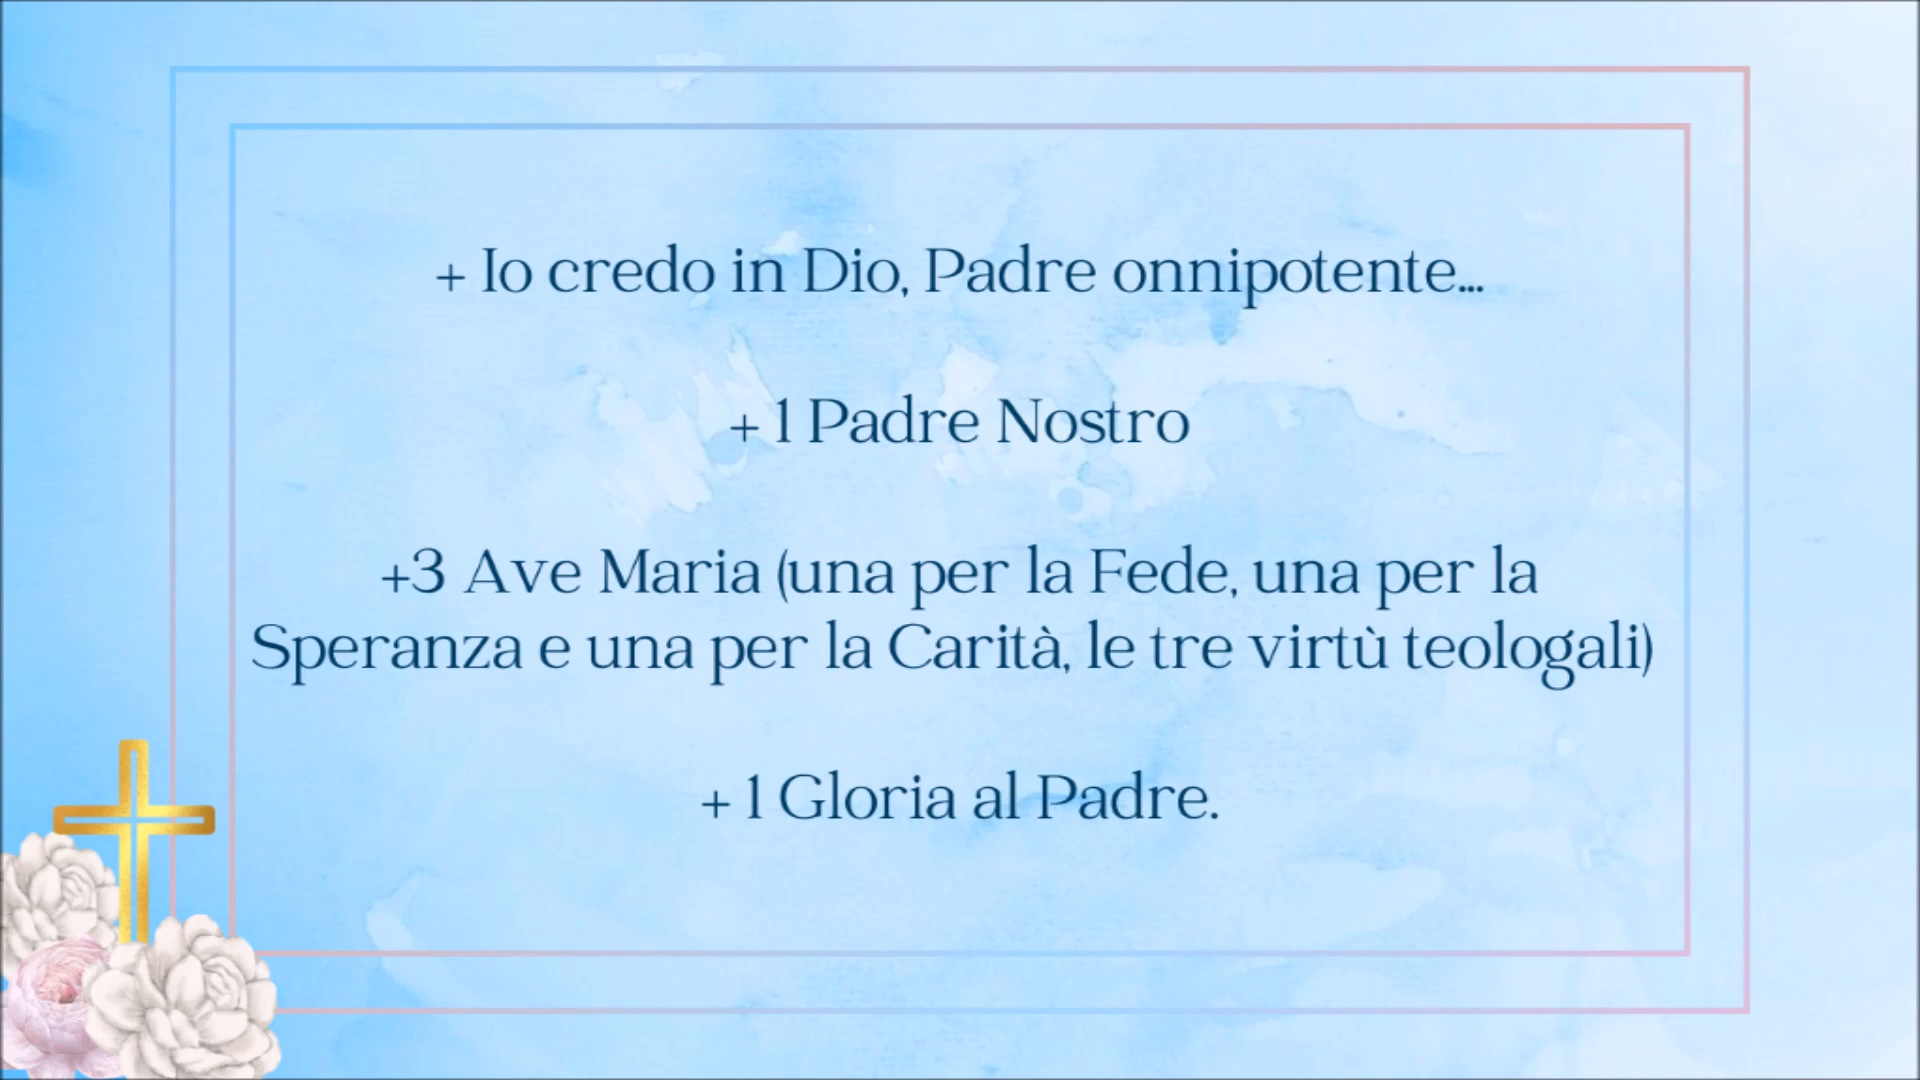 + Io credo in Dio, Padre onnipotente...
+ 1 Padre Nostro
+3 Ave Maria (una per la Fede, una per la
Speranza e una per la Carità, le tre virtù teologali)
+ 1 Gloria al Padre.